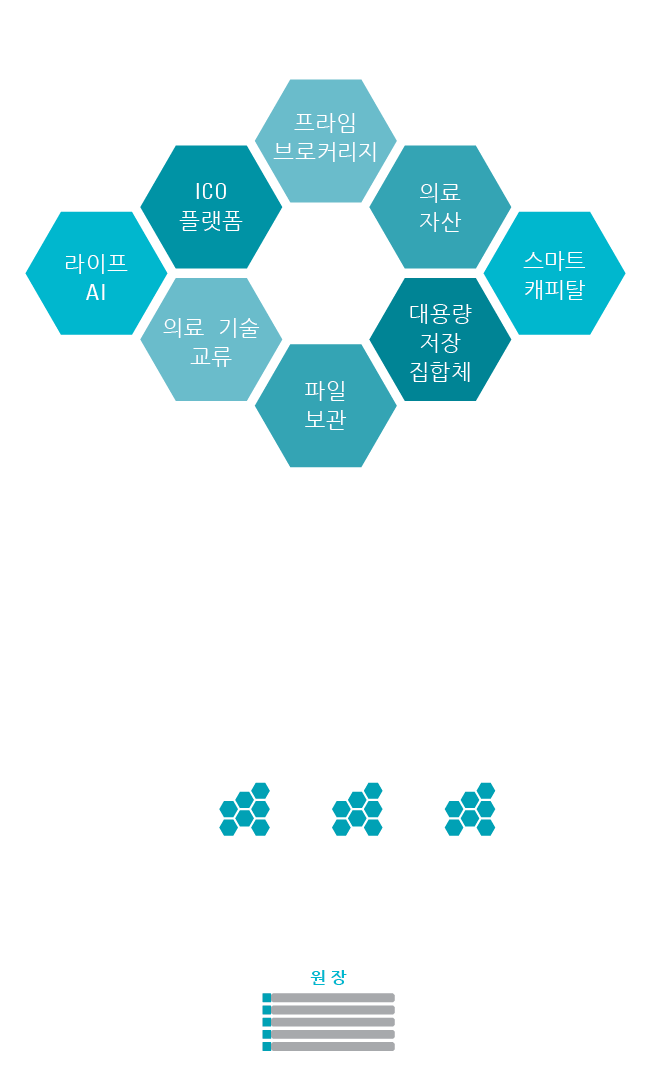 프라임
브로커리지
ICO
플랫폼
의료
자산
라이프
AI
스마트
캐피탈
의료 기술
교류
대용량
저장
집합체
파일
보관
원장